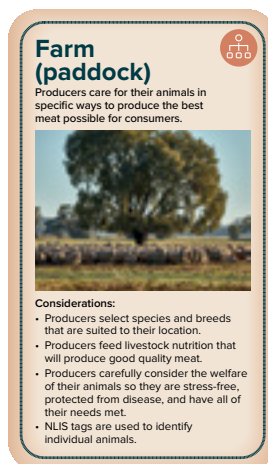 Farm
(paddock)
Producers care for their animals in
specific ways to produce the best
meat possible for consumers.
Considerations:
• Producers select species and breeds
that are suited to their location.
• Producers feed livestock nutrition that
will produce good quality meat.
• Producers carefully consider the welfare
of their animals so they are stress-free,
protected from disease, and have all of
their needs met.
• NLIS tags are used to identify
individual animals.